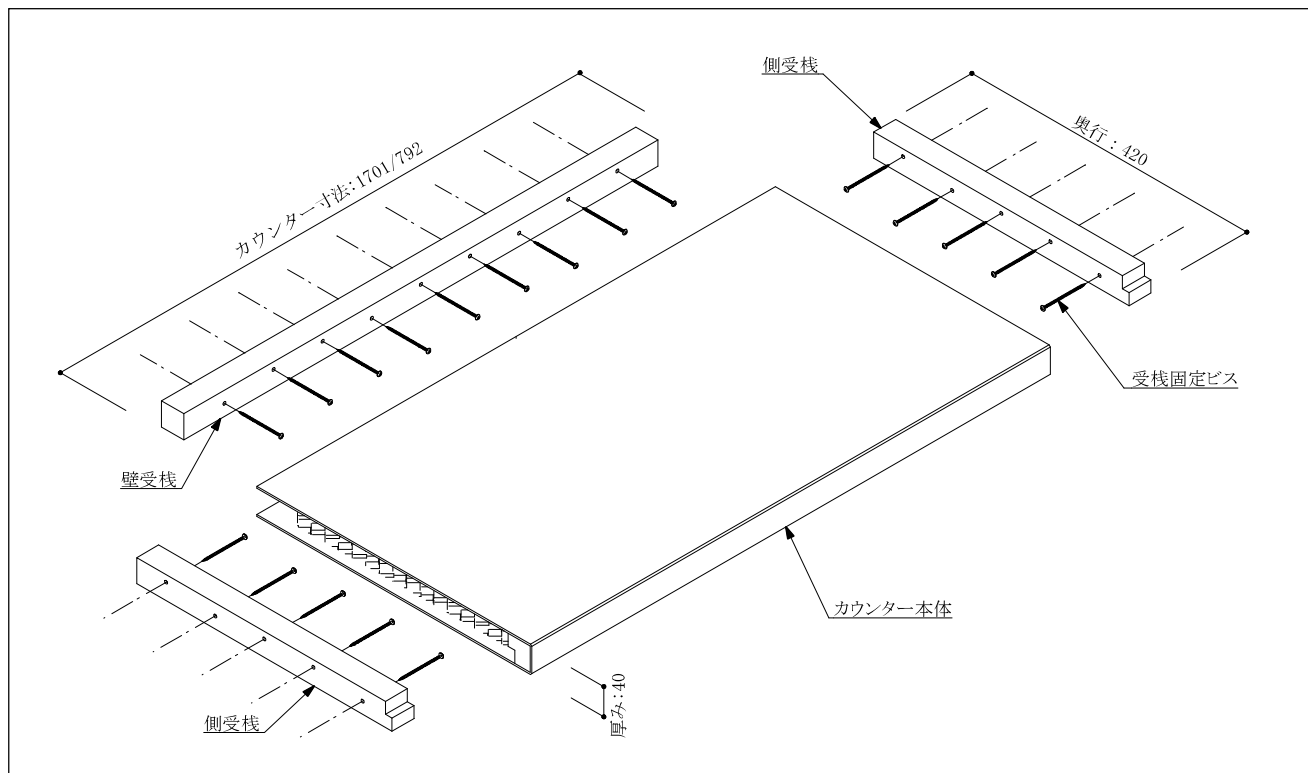 側受桟
奥行：420
カウンター寸法：1701/792
受桟固定ビス
壁受桟
カウンター本体
側受桟
厚み：40